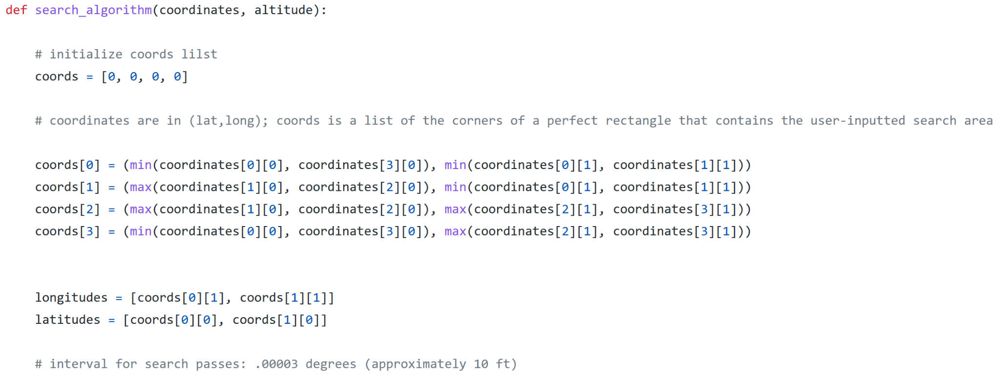 def search_algorithm(coordinates, altitude):
# initialize coords lilst
coords = [0, 0, 0, 0]
# coordinates are in (lat,long); coords is a list of the corners of a perfect rectangle that contains the user-inputted search area
coords[0] = (min(coordinates[0][0], coordinates[3][0]), min(coordinates[0][1], coordinates[1][1]))
coords[1] = (max(coordinates[1][0], coordinates[2][0]), min(coordinates[0][1], coordinates[1][1]))
coords[2] = (max(coordinates[1][0], coordinates[2][0]), max(coordinates[2][1], coordinates[3][1]))
coords[3] = (min(coordinates[0][0], coordinates[3][0]), max(coordinates[2][1], coordinates[3][1]))
longitudes = [coords[0][1], coords[1][1]]
latitudes = [coords[0][0], coords[1][0]]
# interval for search passes: .00003 degrees (approximately 10 ft)